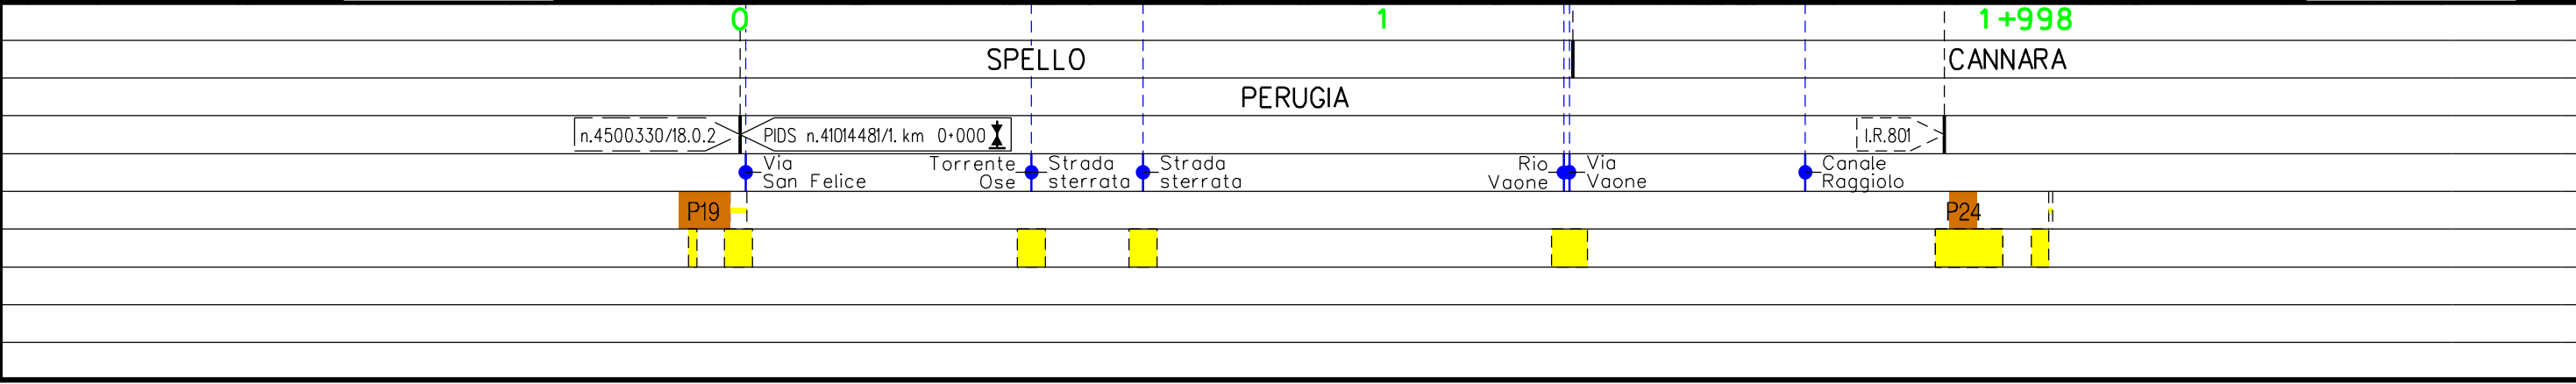 0 1 1+998
SPELLO CANNARA
PERUGIA
n.4500330/18.0.2 PIDS n.41014481/1. km 0+000 I.R.801
Via
San Felice
Torrente
Ose
Strada
sterrata
Strada
sterrata
Rio
Vaone
Via
Vaone
Canale
Raggiolo
P19 P24